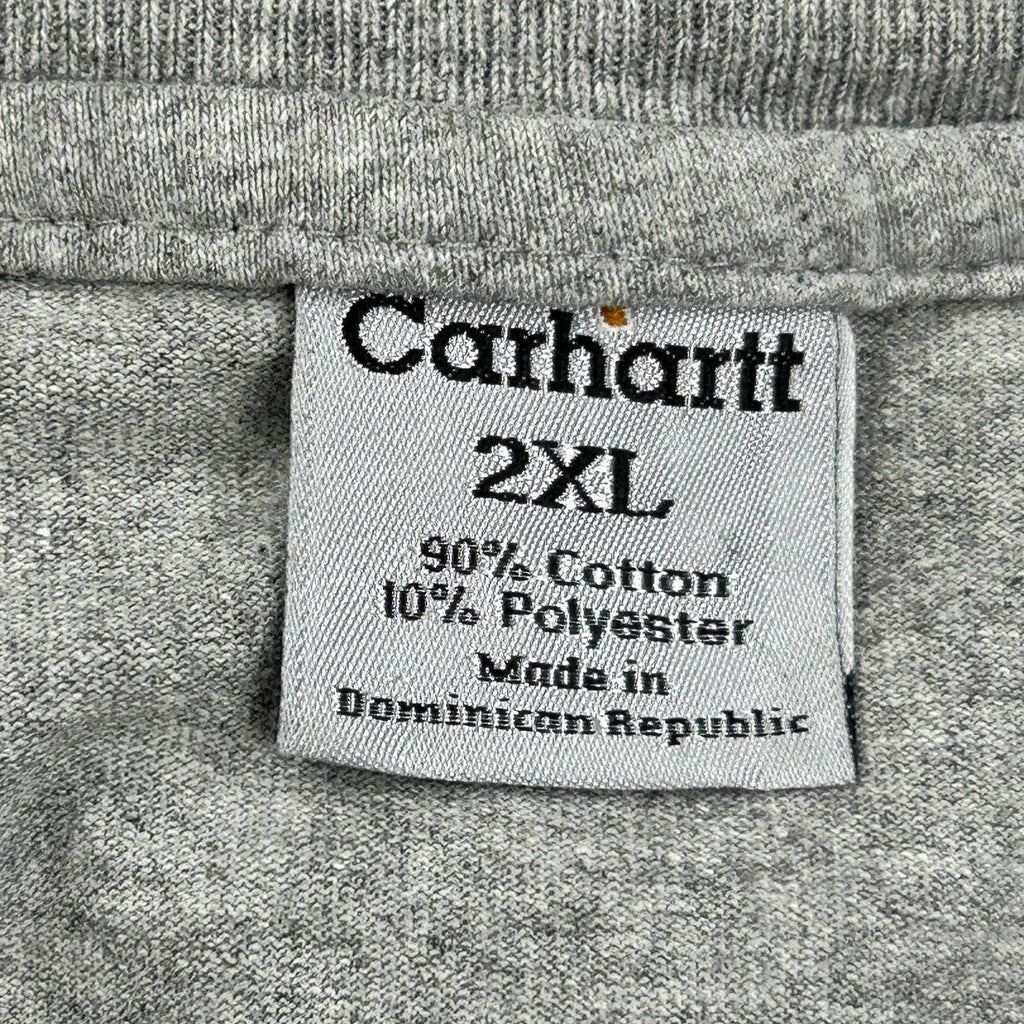 Carhartt
2XL
90% Cotton
10% Polyester
Made in
Dominican Republic